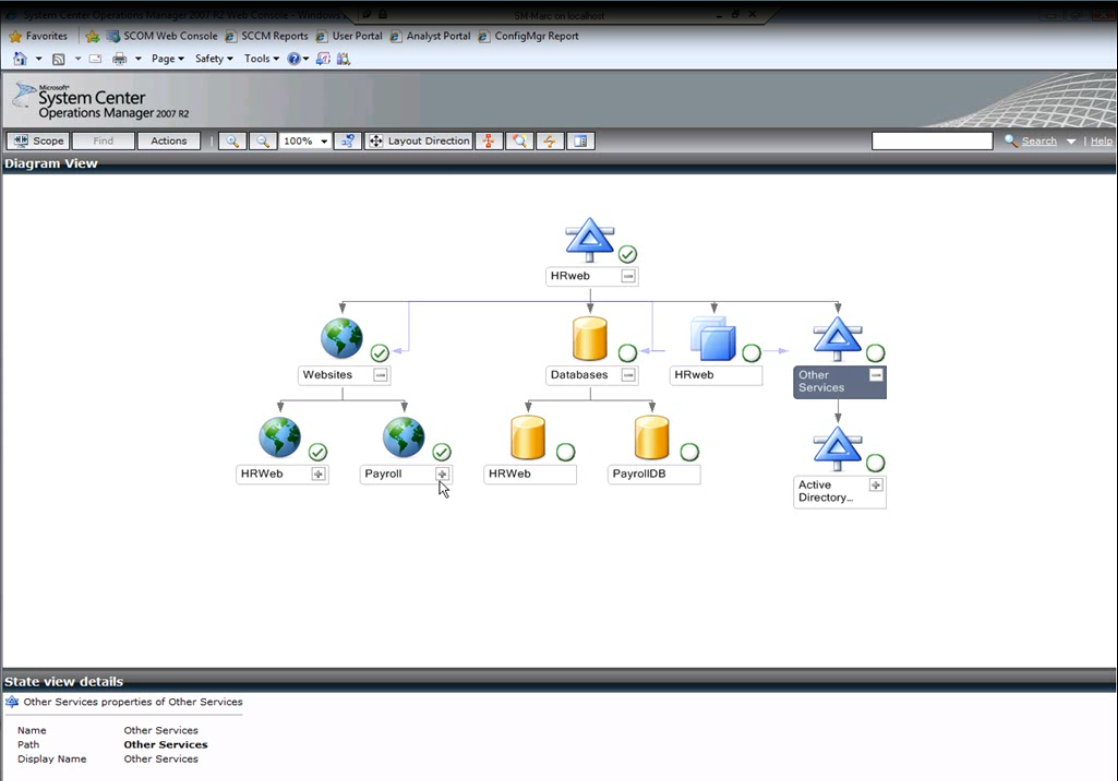 System Center Operations Manager 2007 R2 Web Console - Windows
SM-Marc on localhost
Favorites SCOM Web Console SCCM Reports User Portal Analyst Portal ConfigMgr Report
Page Safety Tools
Microsoft
System Center
Operations Manager 2007 R2
Scope Find Actions 100% Layout Direction Search | Help
Diagram View
HRweb
Websites Databases HRweb Other
Services
HRWeb Payroll HRWeb PayrollDB Active
Directory...
State view details
Other Services properties of Other Services
Name Other Services
Path Other Services
Display Name Other Services